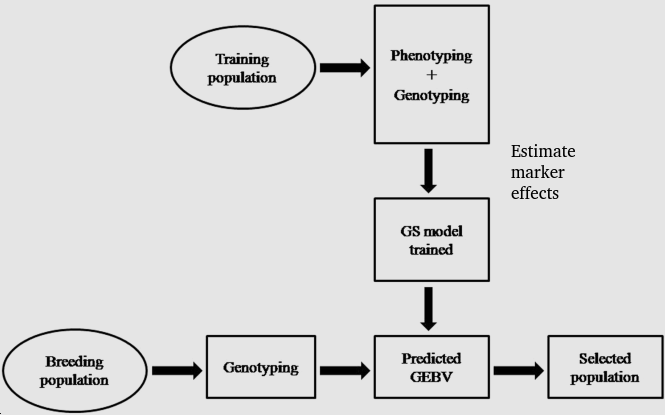 Training
population
Phenotyping
+
Genotyping
Estimate
marker
effects
GS model
trained
Breeding
population
Genotyping
Predicted
GEBV
Selected
population